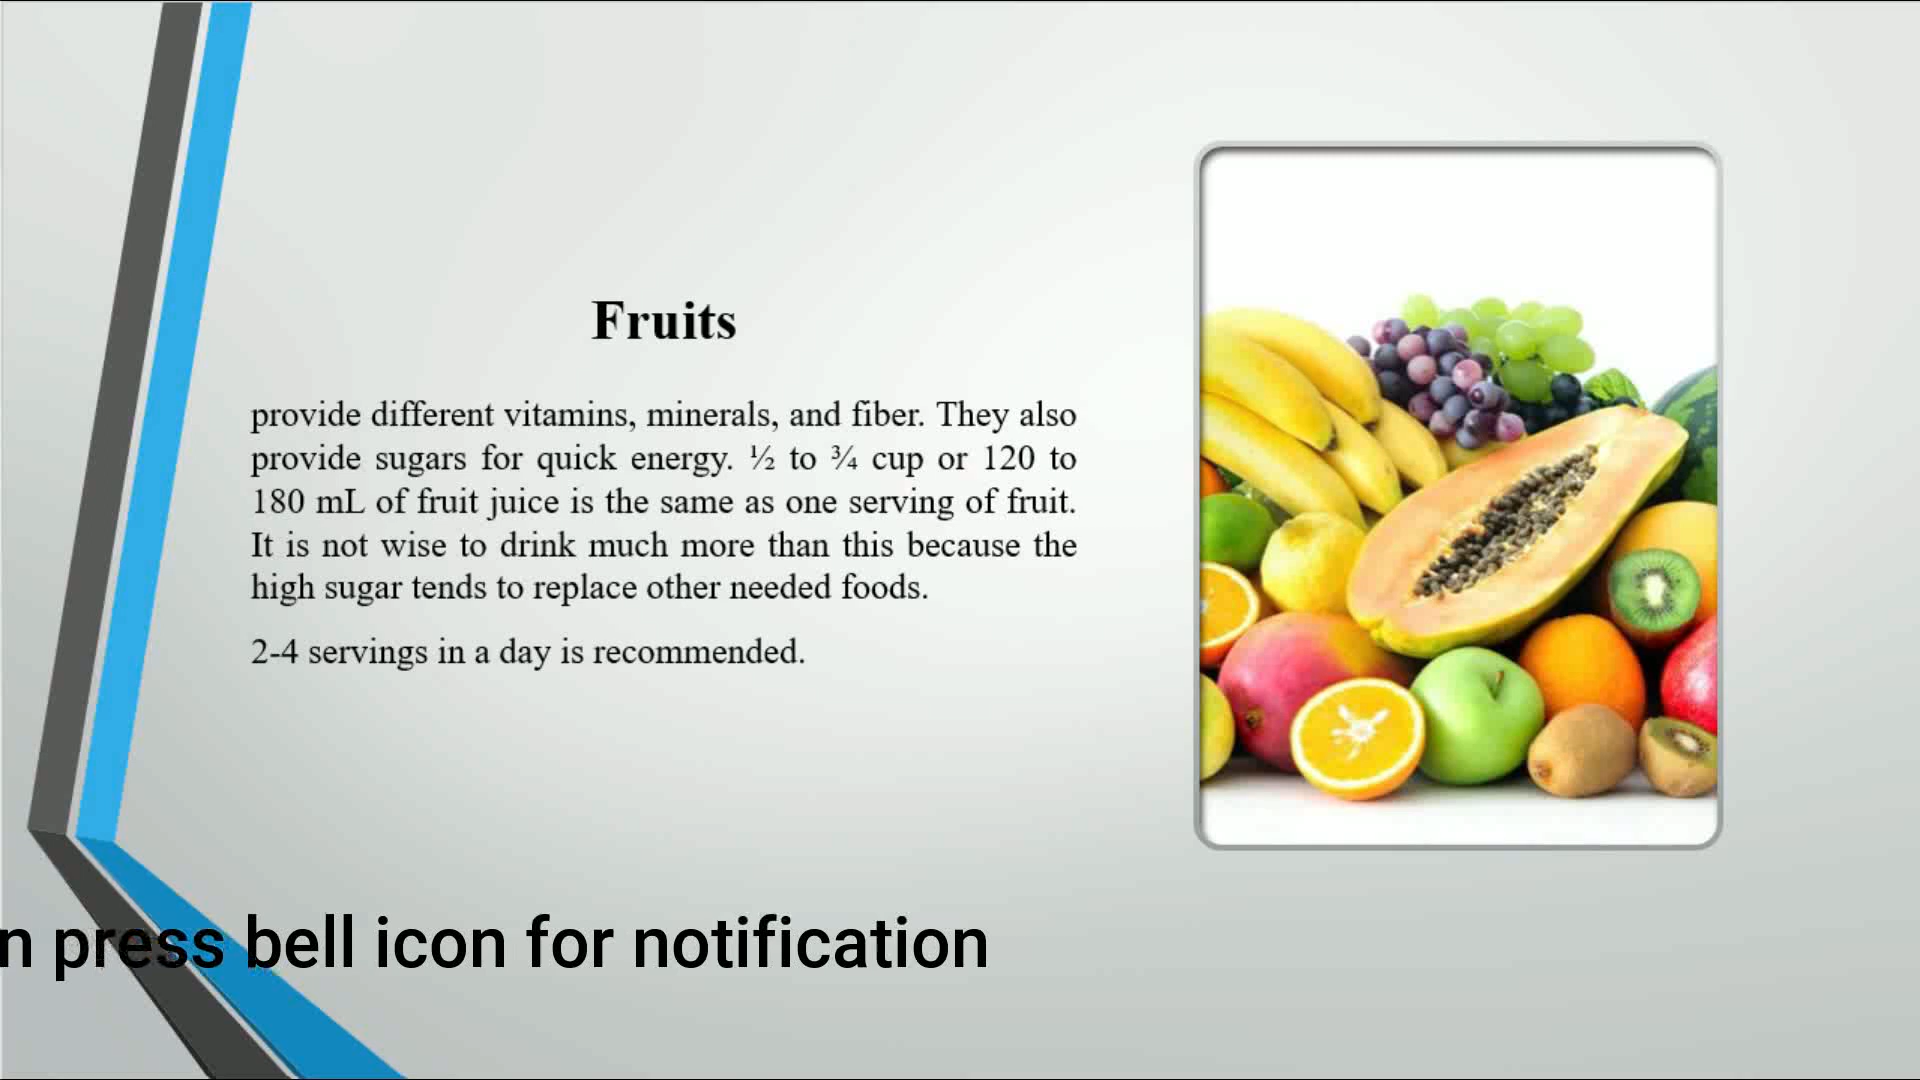 Fruits
provide different vitamins, minerals, and fiber. They also
provide sugars for quick energy. ½ to ¾ cup or 120 to
180 mL of fruit juice is the same as one serving of fruit.
It is not wise to drink much more than this because the
high sugar tends to replace other needed foods.
2-4 servings in a day is recommended.
n press bell icon for notification